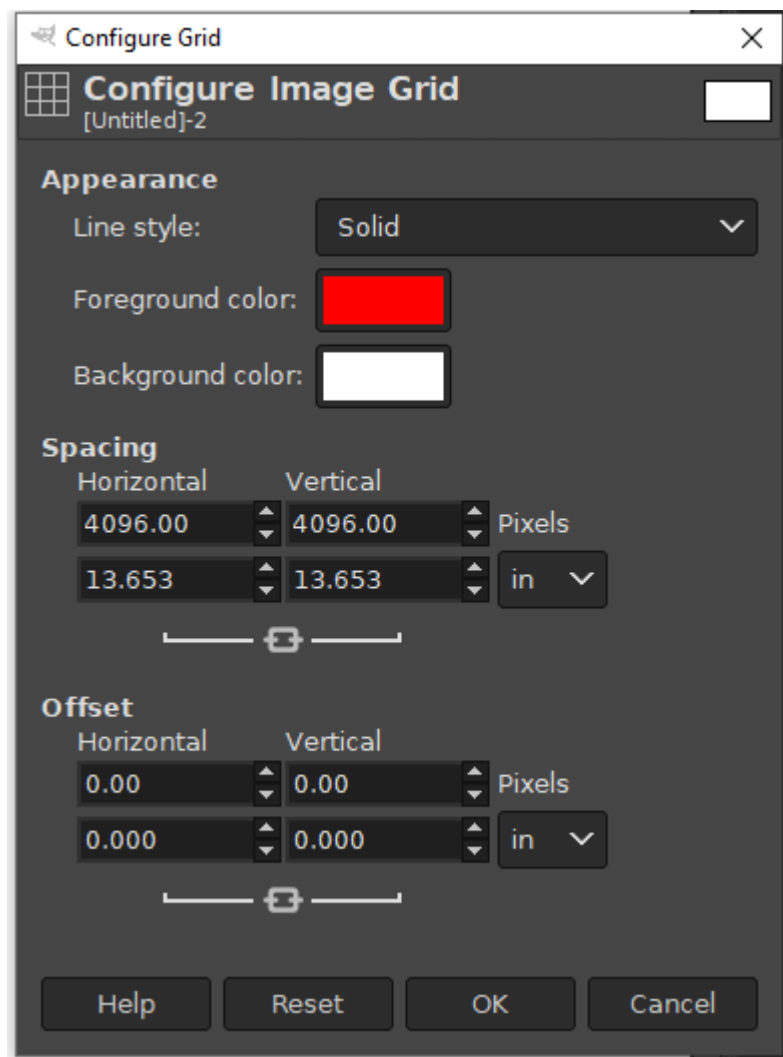 Configure Grid
Configure Image Grid
[Untitled]-2
Appearance
Line style: Solid
Foreground color:
Background color:
Spacing
Horizontal Vertical
4096.00 4096.00 Pixels
13.653 13.653 in
Offset
Horizontal Vertical
0.00 0.00 Pixels
0.000 0.000 in
Help Reset OK Cancel